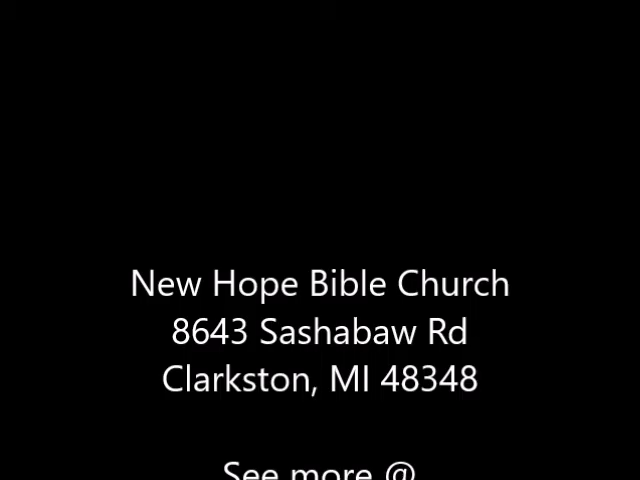 New Hope Bible Church
8643 Sashabaw Rd
Clarkston, MI 48348
See more @